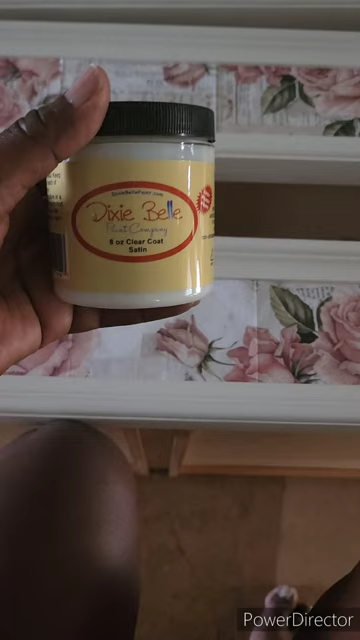 DixieBellePaint.com
Dixie Belle
Paint Company
8 oz Clear Coat
Satin
PowerDirector